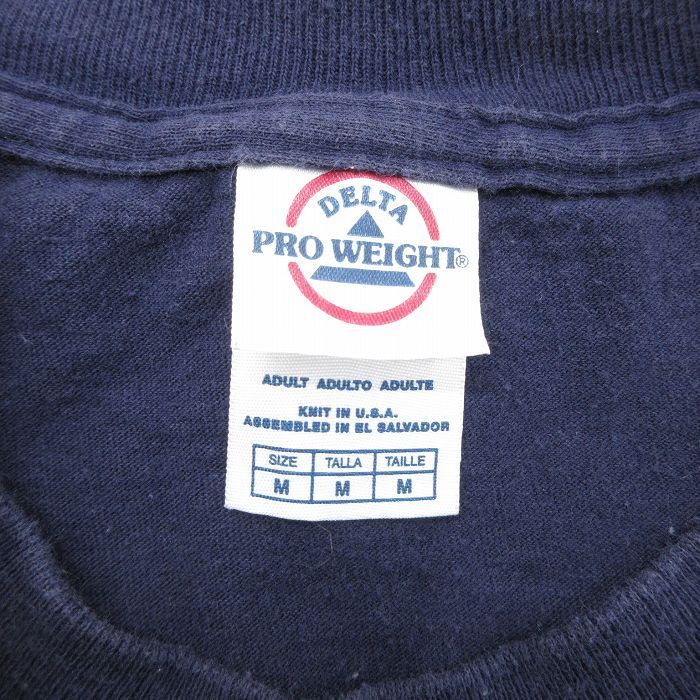 DELTA
PRO WEIGHT®
ADULT ADULTO ADULTE
KNIT IN U.S.A.
ASSEMBLED IN EL SALVADOR
SIZE TALLA TAILLE
M M M